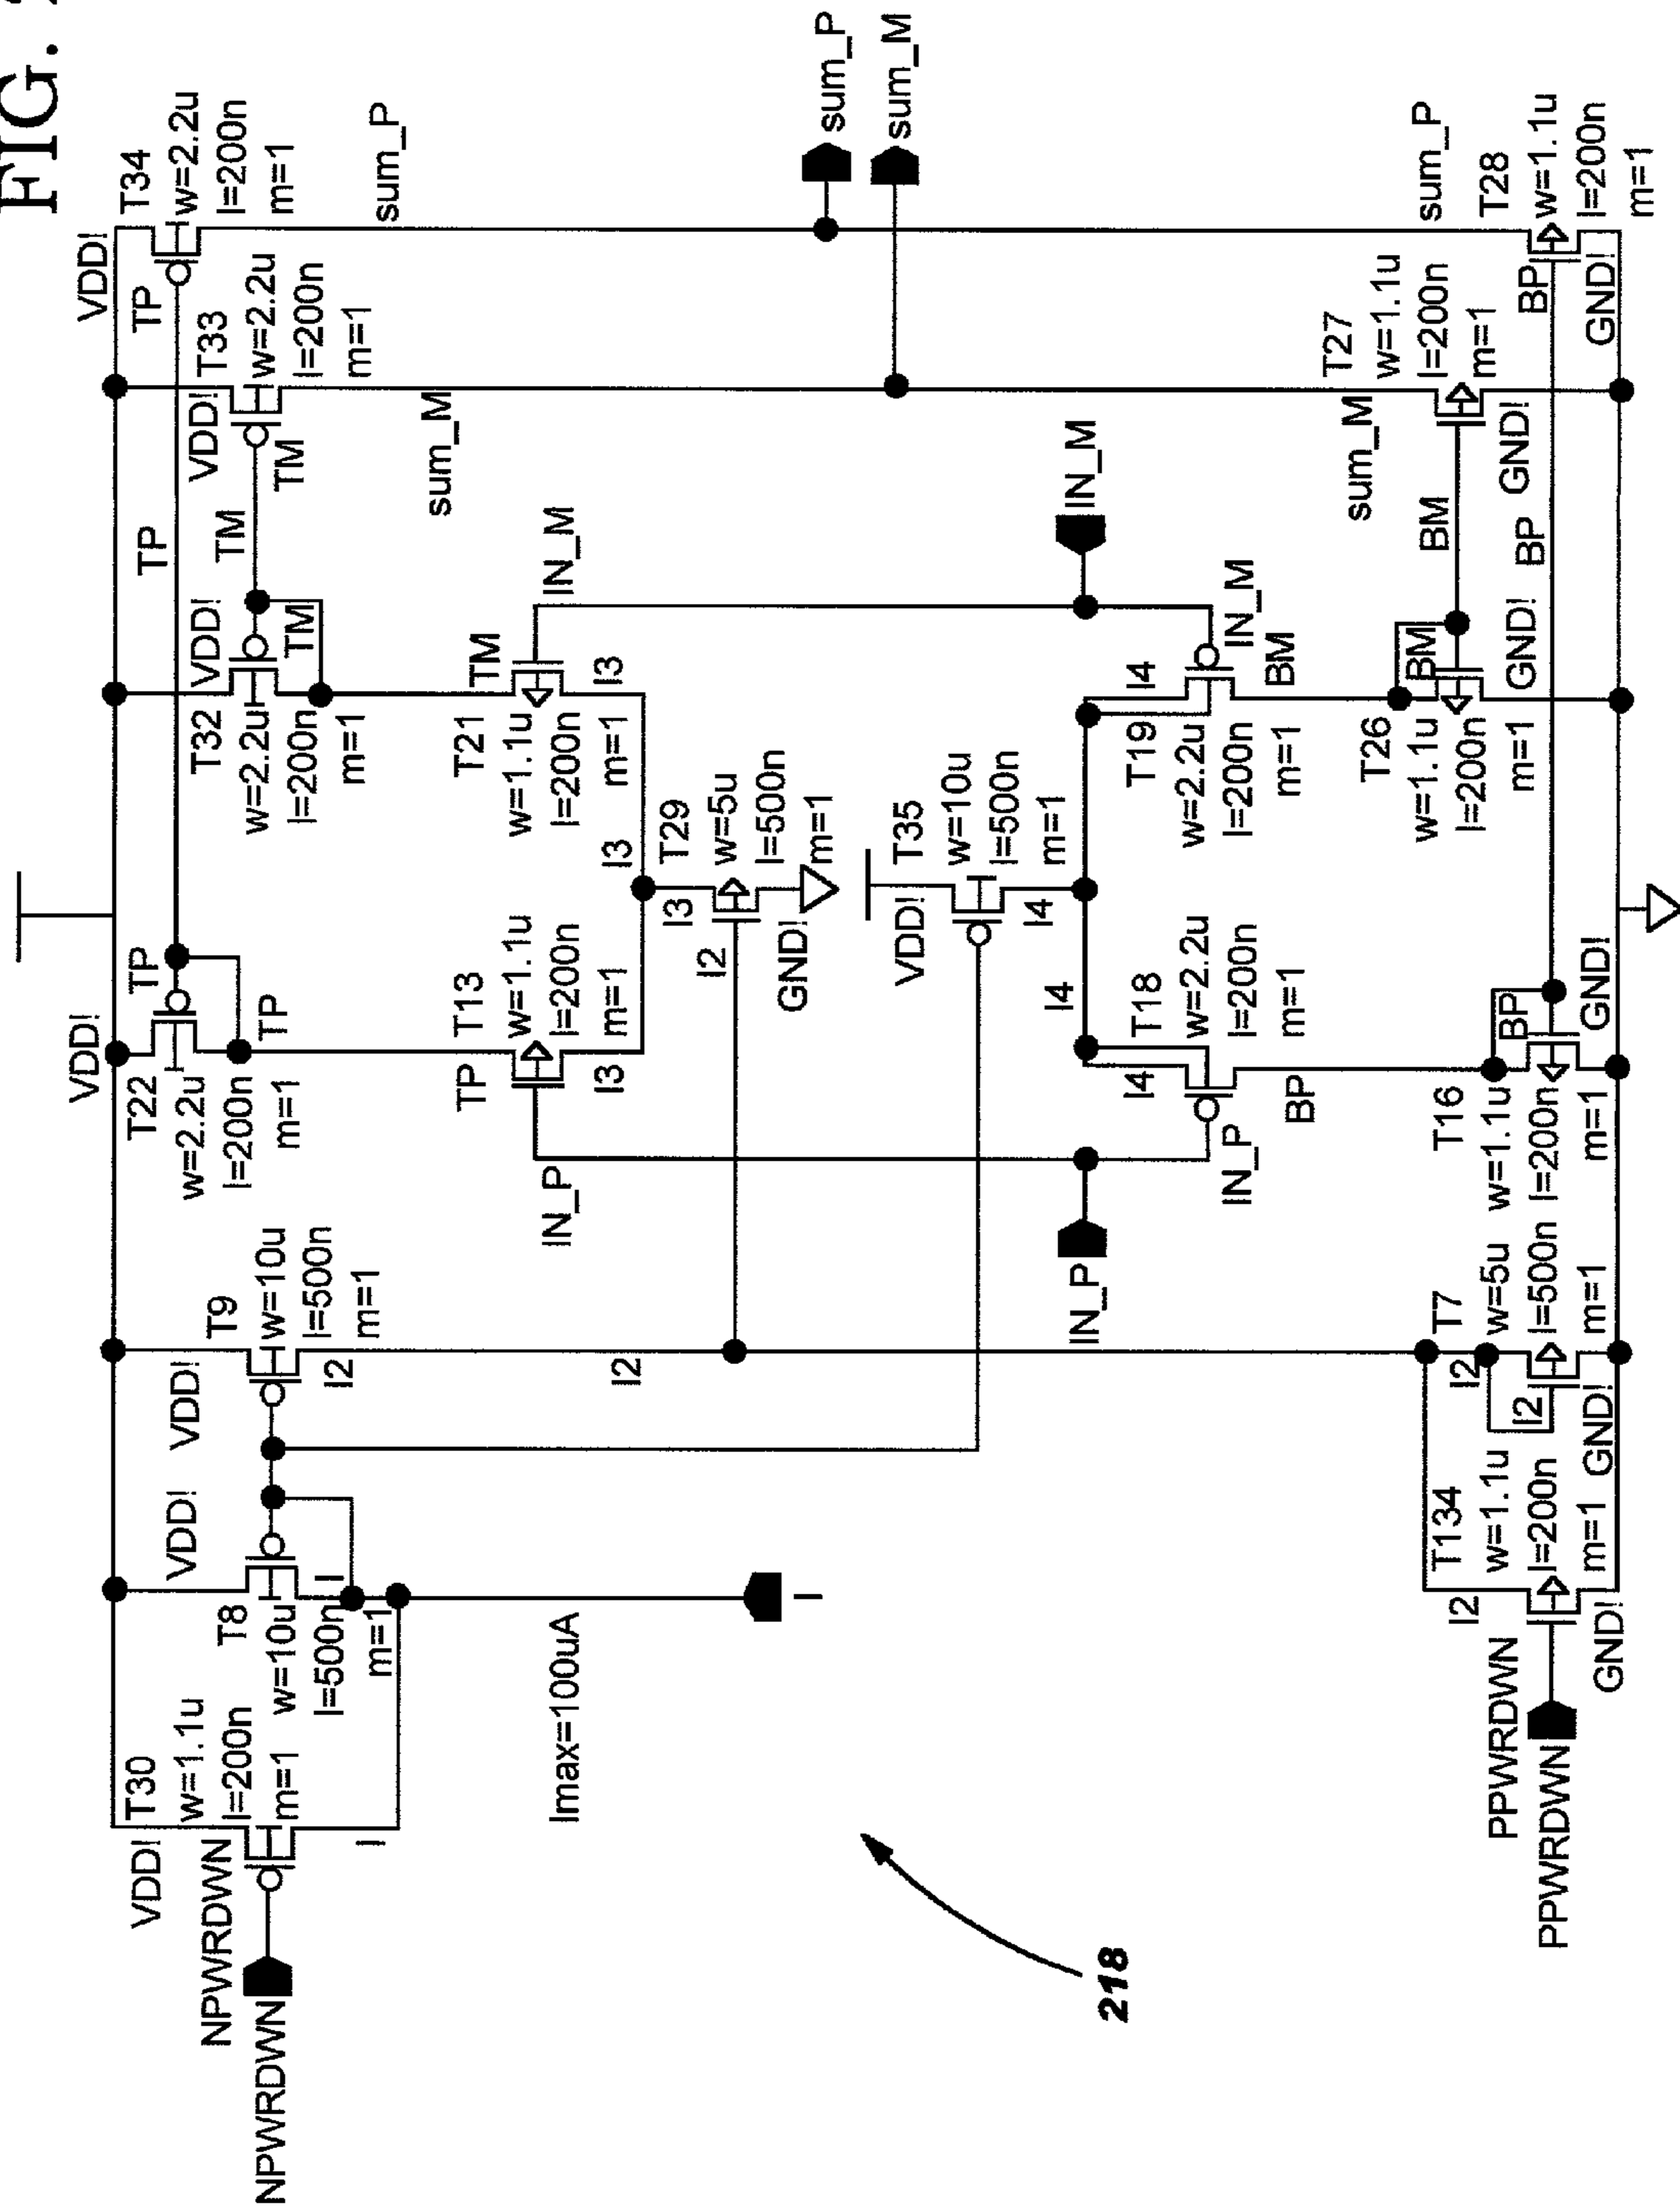 FIG.
VDD!
T30
w=1.1u
l=200n
m=1
NPWRDWN
NPWRDWN
I
VDD!
T8
w=10u
l=500n
m=1
I
Imax=100uA
I
VDD!
T9
w=10u
l=500n
m=1
I2
I2
VDD!
T22
w=2.2u
l=200n
m=1
TP
TP
TP
VDD!
T32
w=2.2u
l=200n
m=1
TM
TM
VDD!
T33
w=2.2u
l=200n
m=1
TM
sum_M
VDD!
T34
w=2.2u
l=200n
m=1
TP
sum_P
TP
T13
w=1.1u
l=200n
m=1
I3
IN_P
TM
T21
w=1.1u
l=200n
m=1
I3
IN_M
I3
I3
T29
w=5u
l=500n
m=1
I2
GND!
VDD!
T35
w=10u
l=500n
m=1
I4
sum_P
sum_M
IN_P
IN_M
I4
I4
T18
w=2.2u
l=200n
m=1
IN_P
BP
I4
T19
w=2.2u
l=200n
m=1
IN_M
BM
218
PPWRDWN
PPWRDWN
I2
T134
w=1.1u
l=200n
m=1
GND!
I2
T7
w=5u
l=500n
m=1
I2
GND!
T16
w=1.1u
l=200n
m=1
BP
GND!
T26
w=1.1u
l=200n
m=1
BM
GND!
BM
BP
sum_M
T27
w=1.1u
l=200n
m=1
GND!
sum_P
T28
w=1.1u
l=200n
m=1
BP
GND!